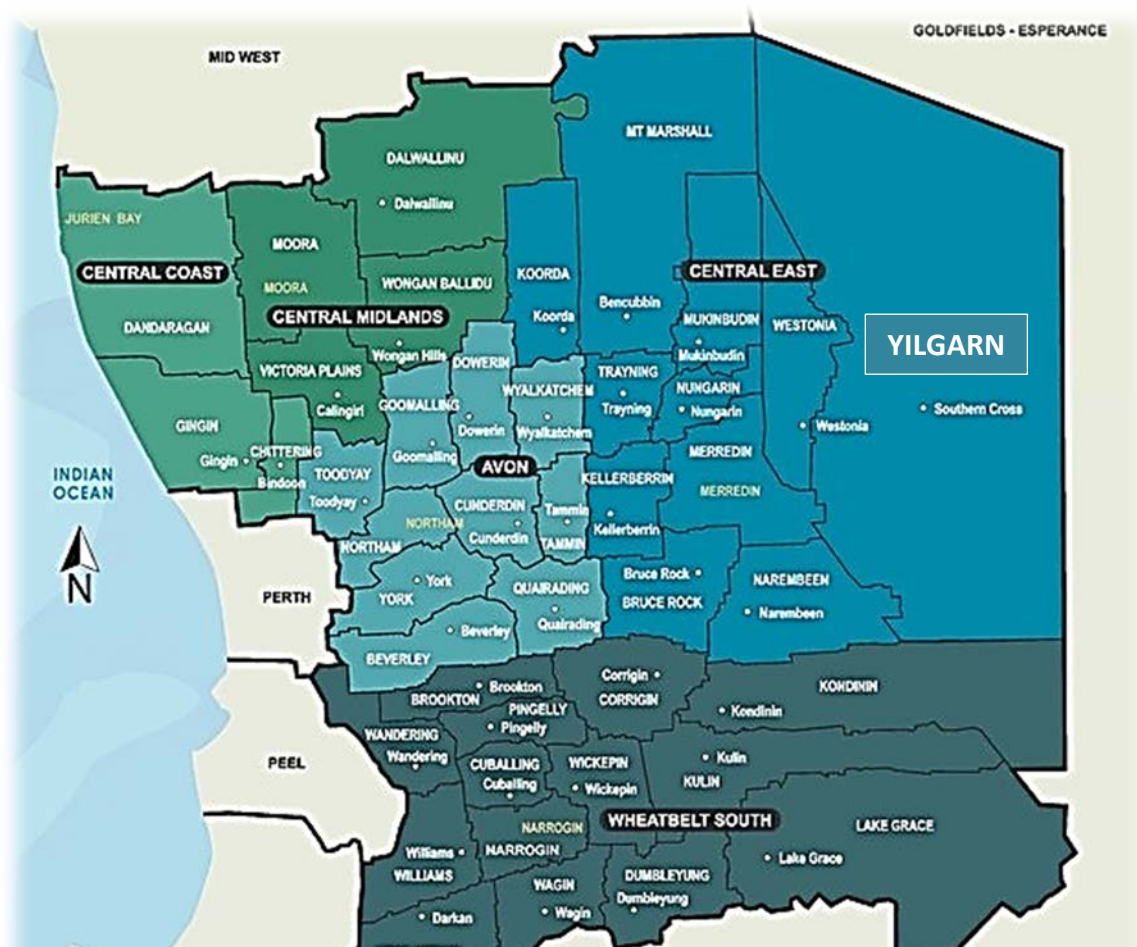 GOLDFIELDS - ESPERANCE
MID WEST
MT MARSHALL
DALWALLINU
Dalwallinu
JURIEN BAY
MOORA
KOORDA
CENTRAL COAST
WONGAN BALLIDU
CENTRAL EAST
MOORA
Bencubbin
CENTRAL MIDLANDS
Koorda
MUKINBUDIN
WESTONIA
DANDARAGAN
YILGARN
Wongan Hills
Mukinbudin
DOWERIN
VICTORIA PLAINS
TRAYNING
NUNGARIN
WYALKATCHEM
Calingiri
GOOMALLING
Trayning
Nungarin
Southern Cross
GINGIN
Dowerin
Wyalkatchem
Westonia
CHITTERING
Goomalling
MERREDIN
Gingin
AVON
INDIAN
OCEAN
Bindoon
TOODYAY
KELLERBERRIN
MERREDIN
Toodyay
CUNDERDIN
Tammin
NORTHAM
Kellerberrin
Cunderdin
TAMMIN
NORTHAM
N
York
Bruce Rock
NAREMBEEN
PERTH
YORK
QUAIRADING
BRUCE ROCK
Narembeen
Quairading
Beverley
BEVERLEY
Corrigin
Brookton
KONDININ
BROOKTON
CORRIGIN
PINGELLY
Kondinin
Pingelly
WANDERING
Wandering
PEEL
CUBALLING
WICKEPIN
Kulin
Cuballing
Wickepin
KULIN
WHEATBELT SOUTH
NARROGIN
LAKE GRACE
Williams
NARROGIN
Lake Grace
WILLIAMS
WAGIN
DUMBLEYUNG
Dumbleyung
Darkan
Wagin